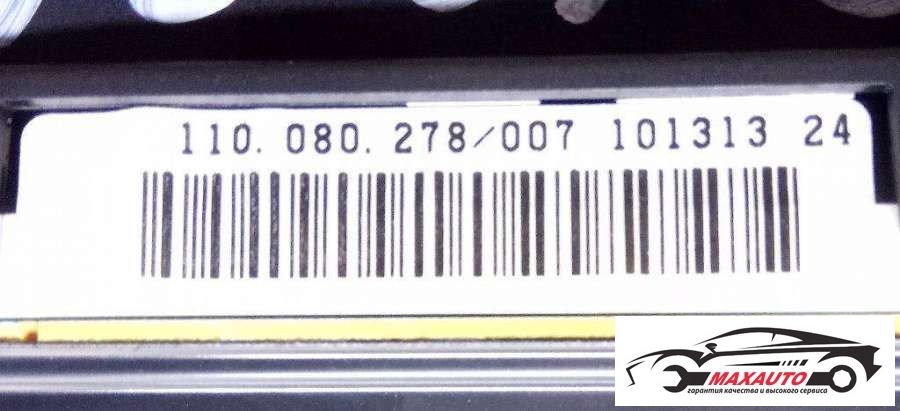 110.080.278/007 101313 24
MAXAUTO
гарантия качества и высокого сервиса